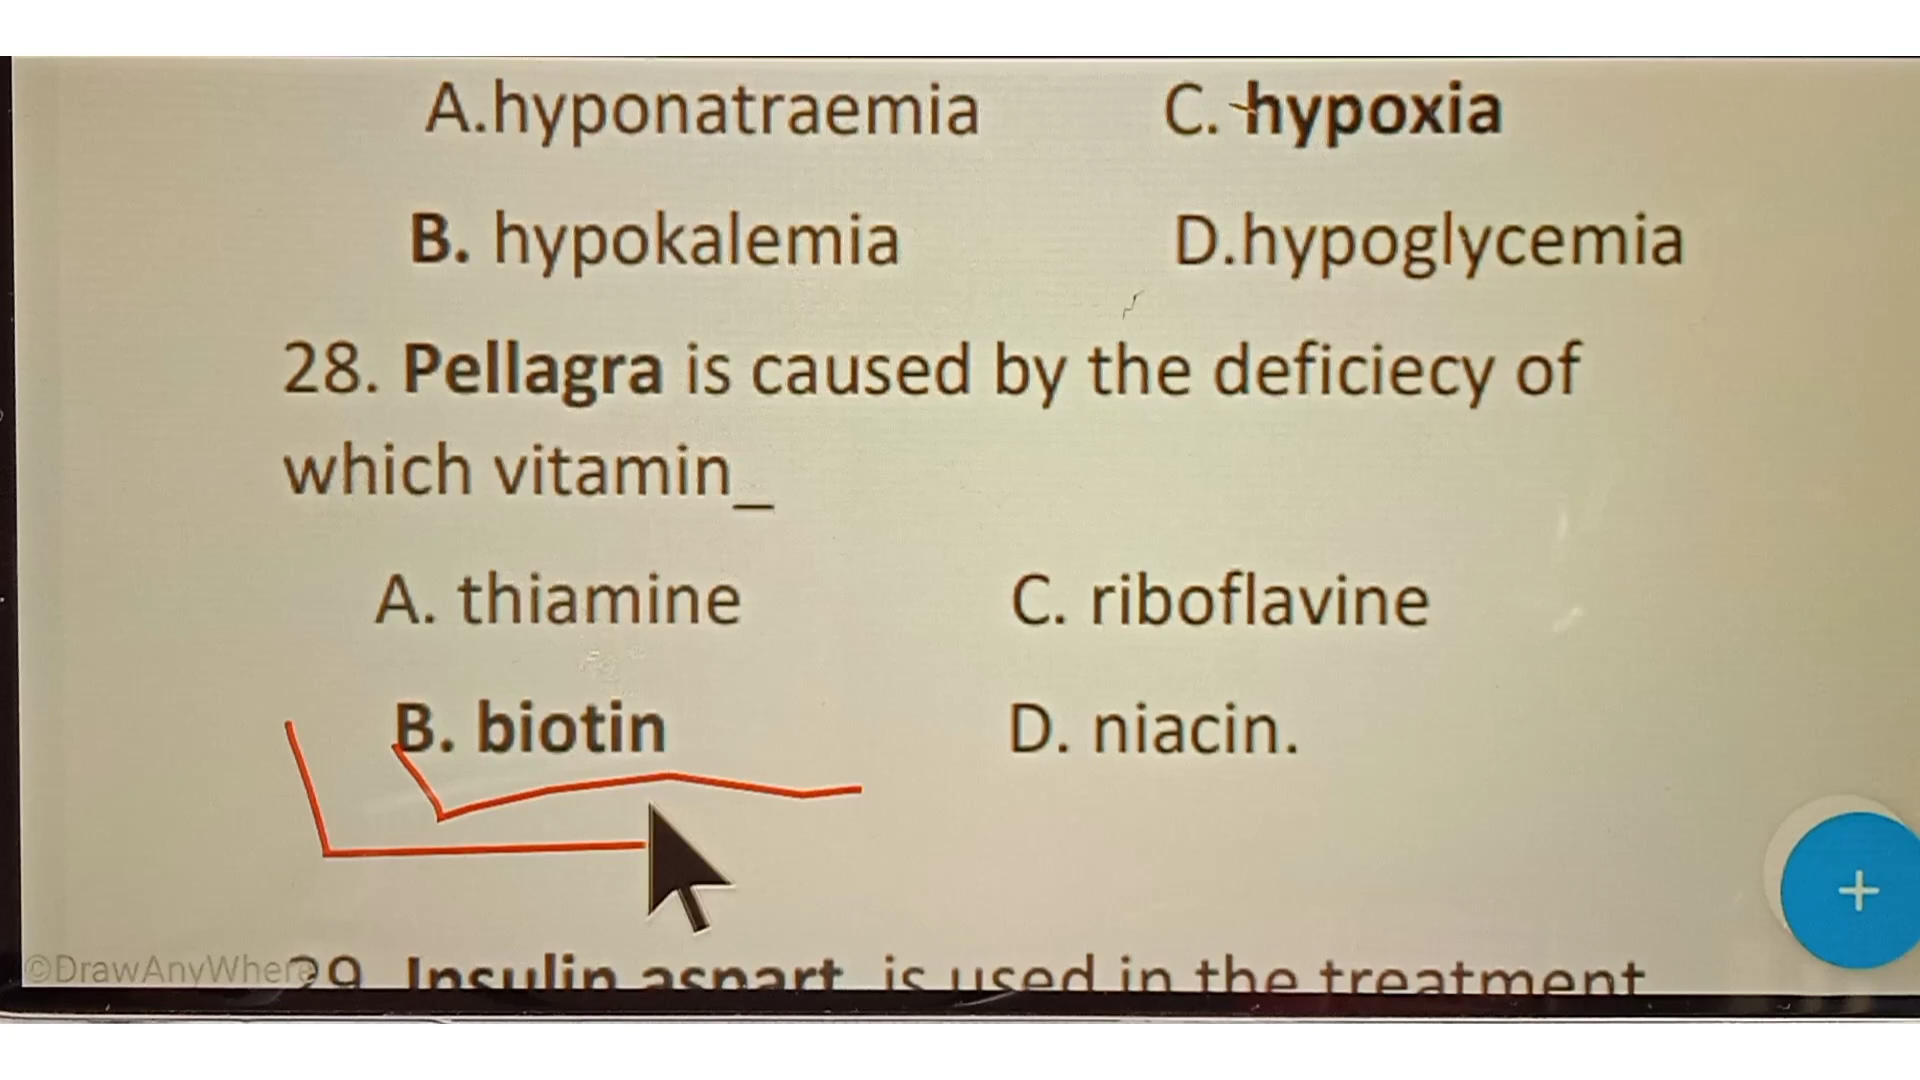 A.hyponatraemia C. hypoxia
B. hypokalemia D.hypoglycemia
28. Pellagra is caused by the deficiecy of
which vitamin_
A. thiamine C. riboflavine
B. biotin D. niacin.
+
29 Insulin aspart is used in the treatment
©DrawAnyWhere